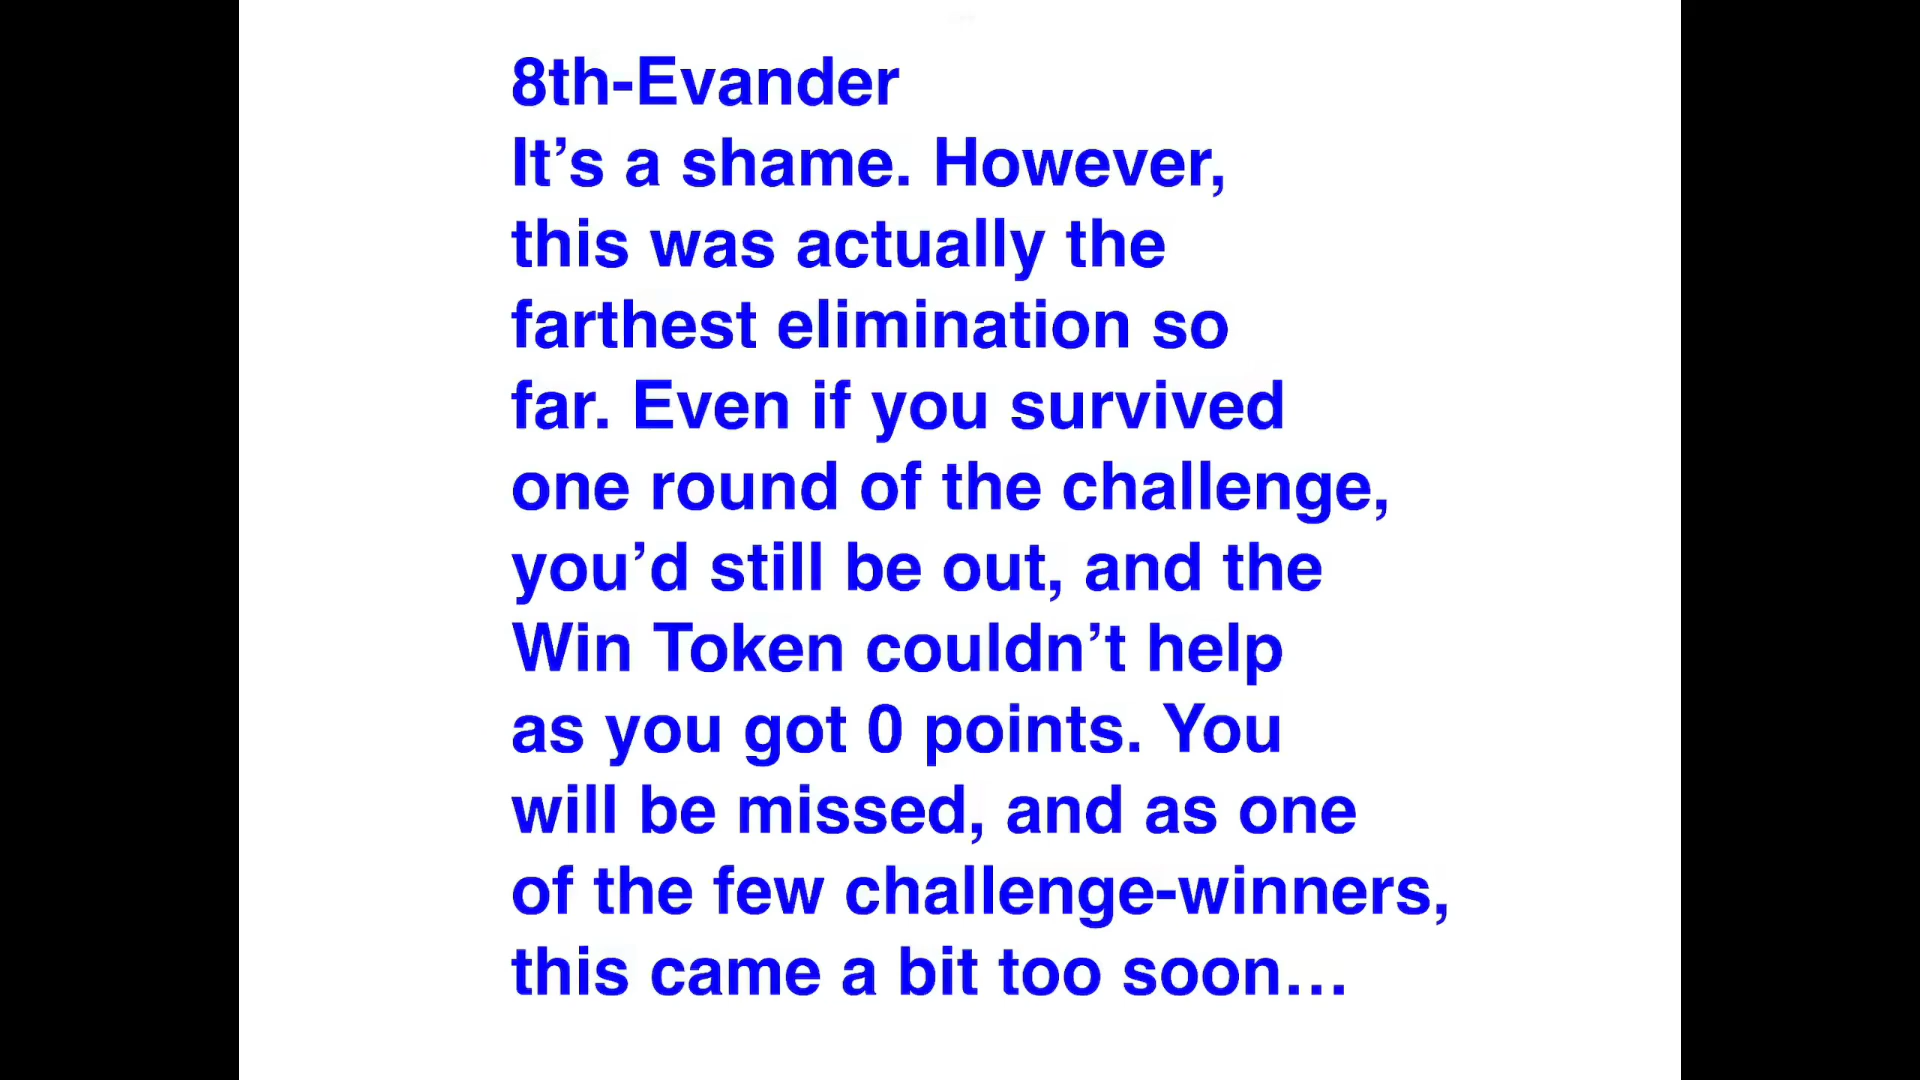 8th-Evander
It’s a shame. However,
this was actually the
farthest elimination so
far. Even if you survived
one round of the challenge,
you’d still be out, and the
Win Token couldn’t help
as you got 0 points. You
will be missed, and as one
of the few challenge-winners,
this came a bit too soon…